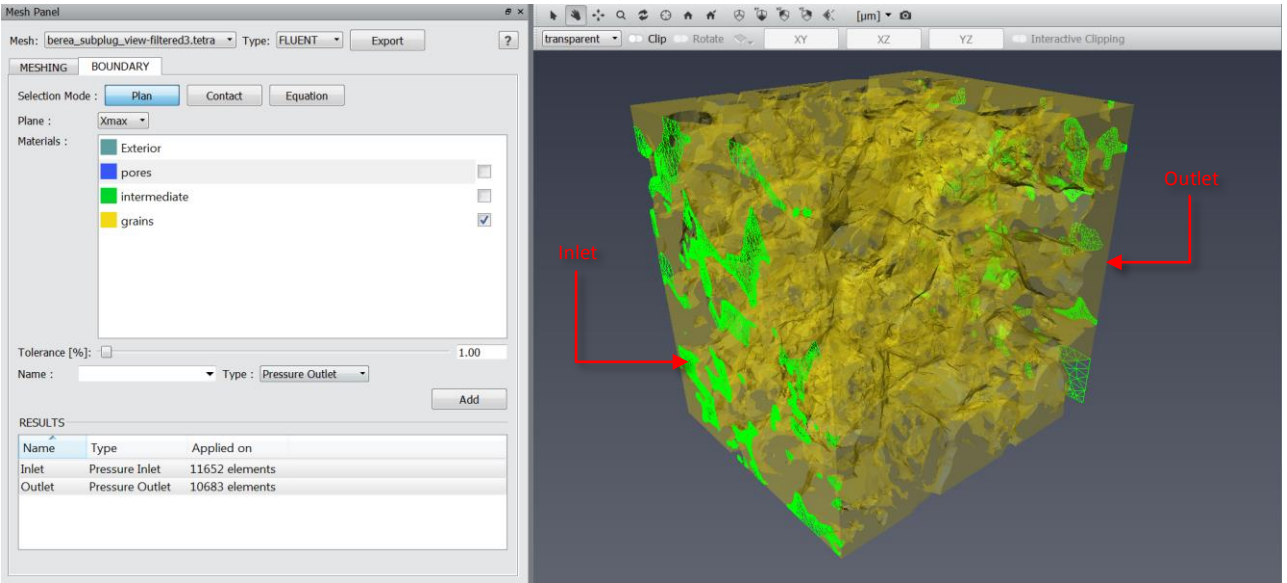 Mesh Panel
Mesh: berea_subplug_view-filtered3.tetra Type: FLUENT Export ?
MESHING BOUNDARY
Selection Mode : Plan Contact Equation
Plane : Xmax
Materials :
Exterior
pores
intermediate
grains
Tolerance [%]: 1.00
Name : Type : Pressure Outlet
Add
RESULTS
Name Type Applied on
Inlet Pressure Inlet 11652 elements
Outlet Pressure Outlet 10683 elements
[µm]
transparent Clip Rotate XY XZ YZ Interactive Clipping
Outlet
Inlet